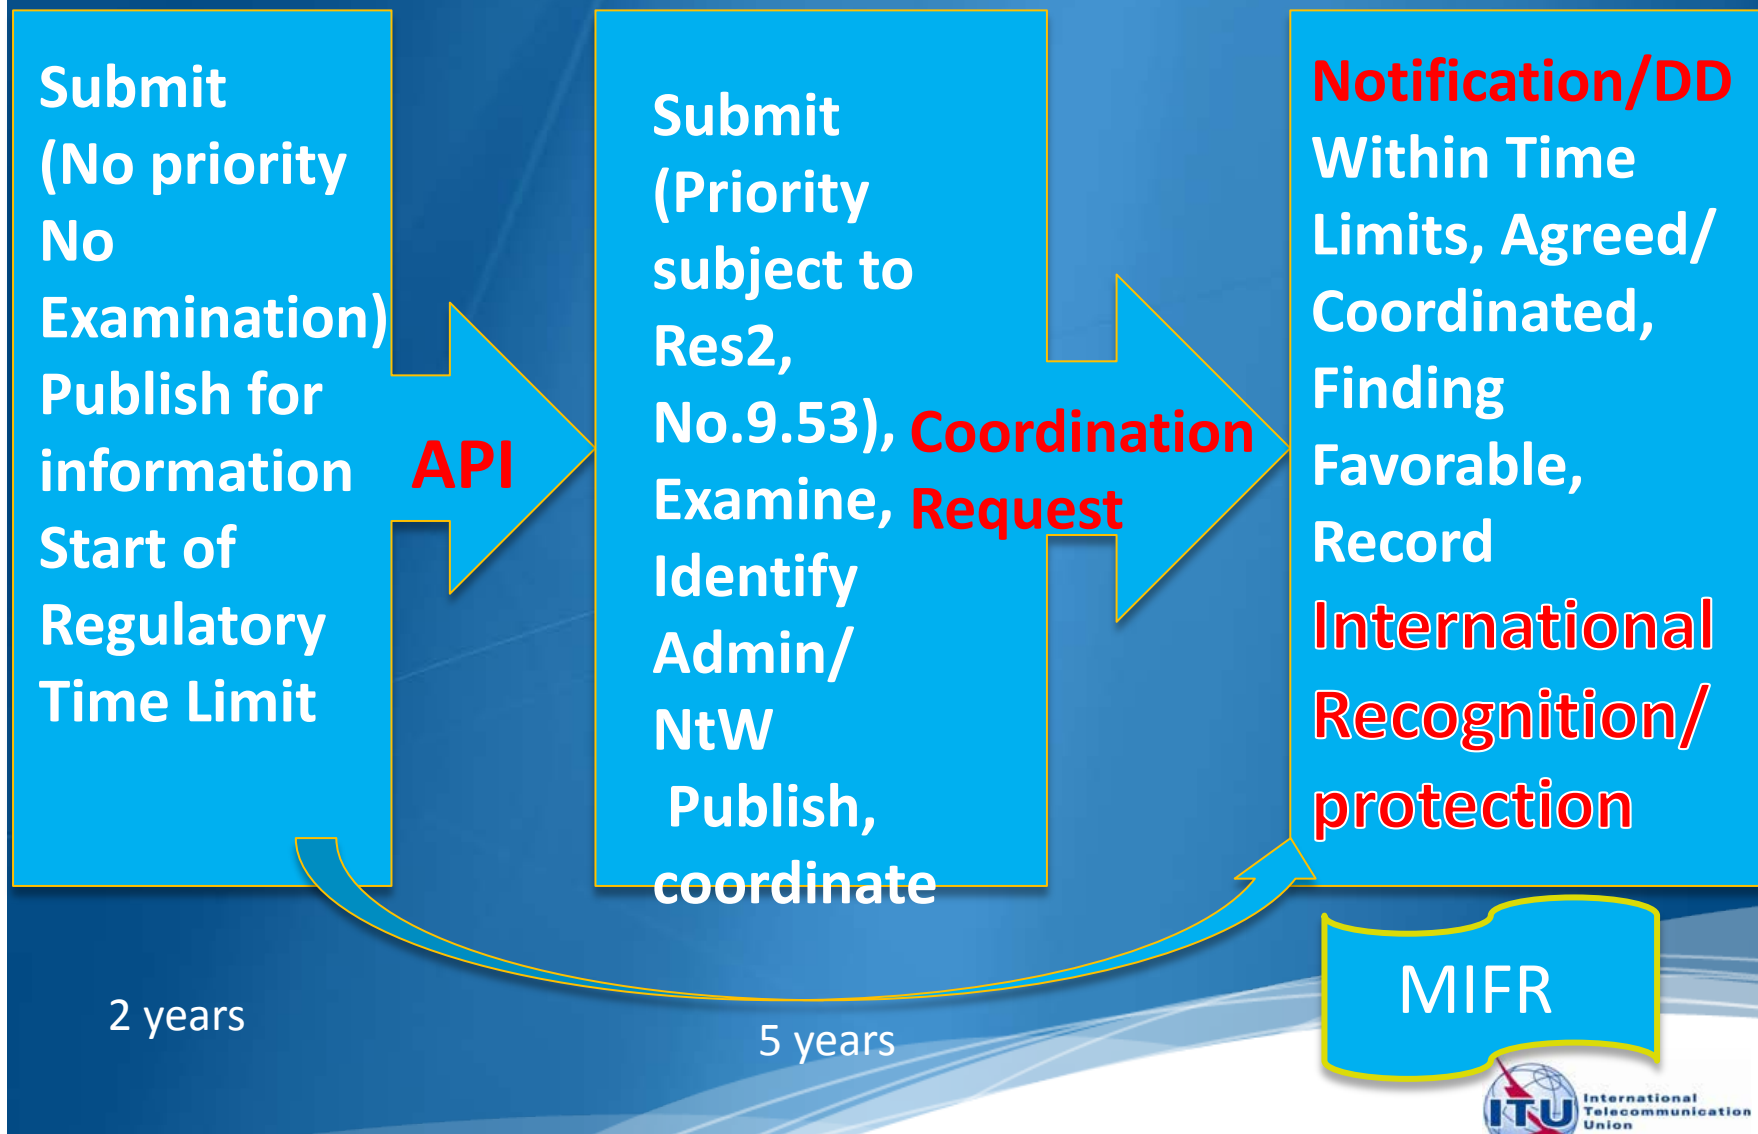 Submit
(No priority
No
Examination)
Publish for
information
Start of
Regulatory
Time Limit
API
Submit
(Priority
subject to
Res2,
No.9.53),
Examine,
Identify
Admin/
NtW
Publish,
coordinate
Coordination
Request
Notification/DD
Within Time
Limits, Agreed/
Coordinated,
Finding
Favorable,
Record
International
Recognition/
protection
2 years
5 years
MIFR
ITU
International
Telecommunication
Union